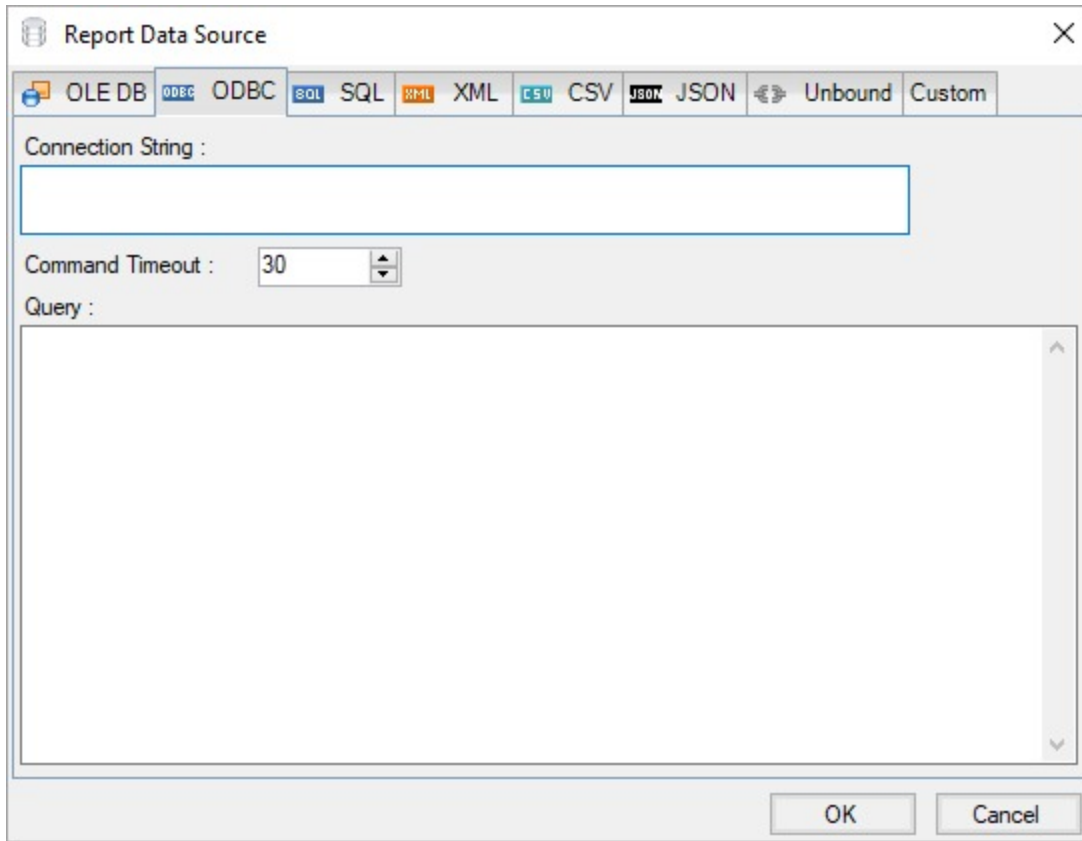 Report Data Source
OLE DB ODBC ODBC SQL SQL XML XML CSV CSV JSON JSON Unbound Custom
Connection String :
Command Timeout : 30
Query :
OK Cancel